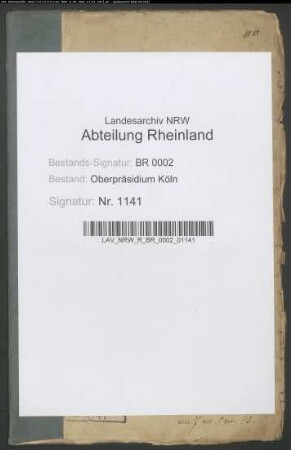 Landesarchiv NRW
Abteilung Rheinland
Bestands-Signatur: BR 0002
Bestand: Oberpräsidium Köln
Signatur: Nr. 1141
LAV_NRW_R_BR_0002_01141